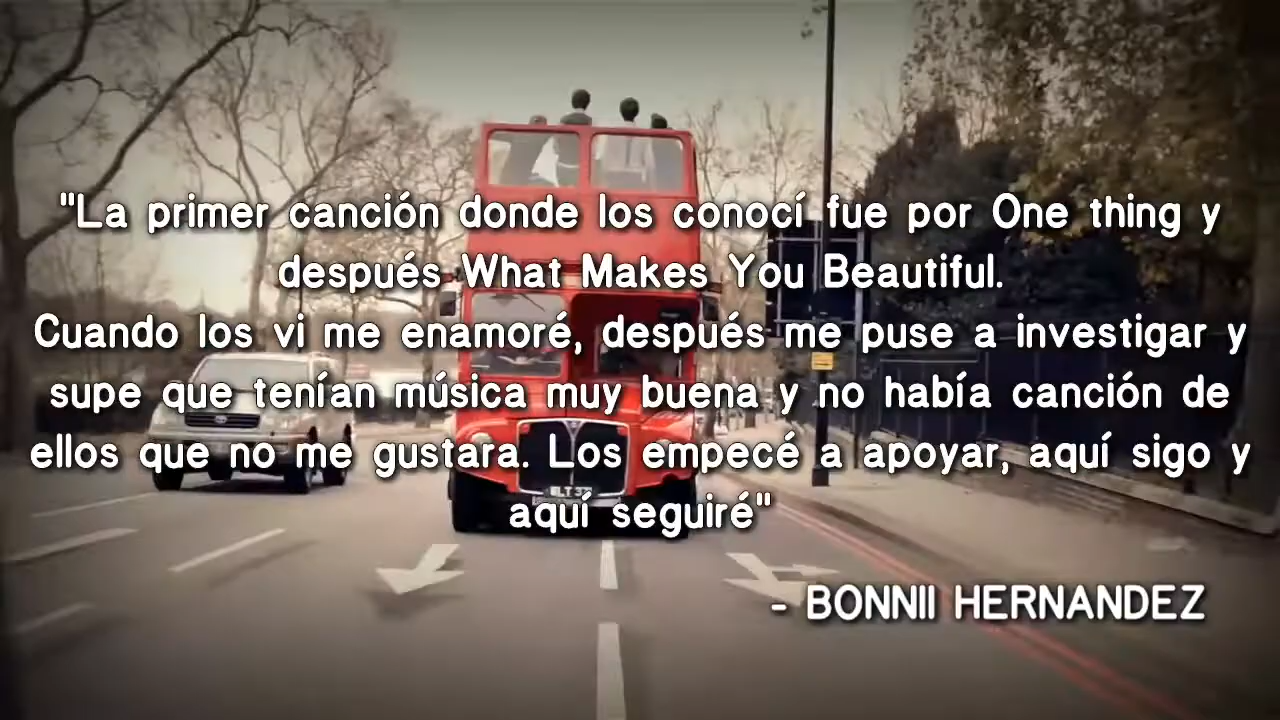 "La primer canción donde los conocí fue por One thing y
después What Makes You Beautiful.
Cuando los vi me enamoré, después me puse a investigar y
supe que tenían música muy buena y no había canción de
ellos que no me gustara. Los empecé a apoyar, aquí sigo y
aquí seguiré"
- BONNII HERNANDEZ